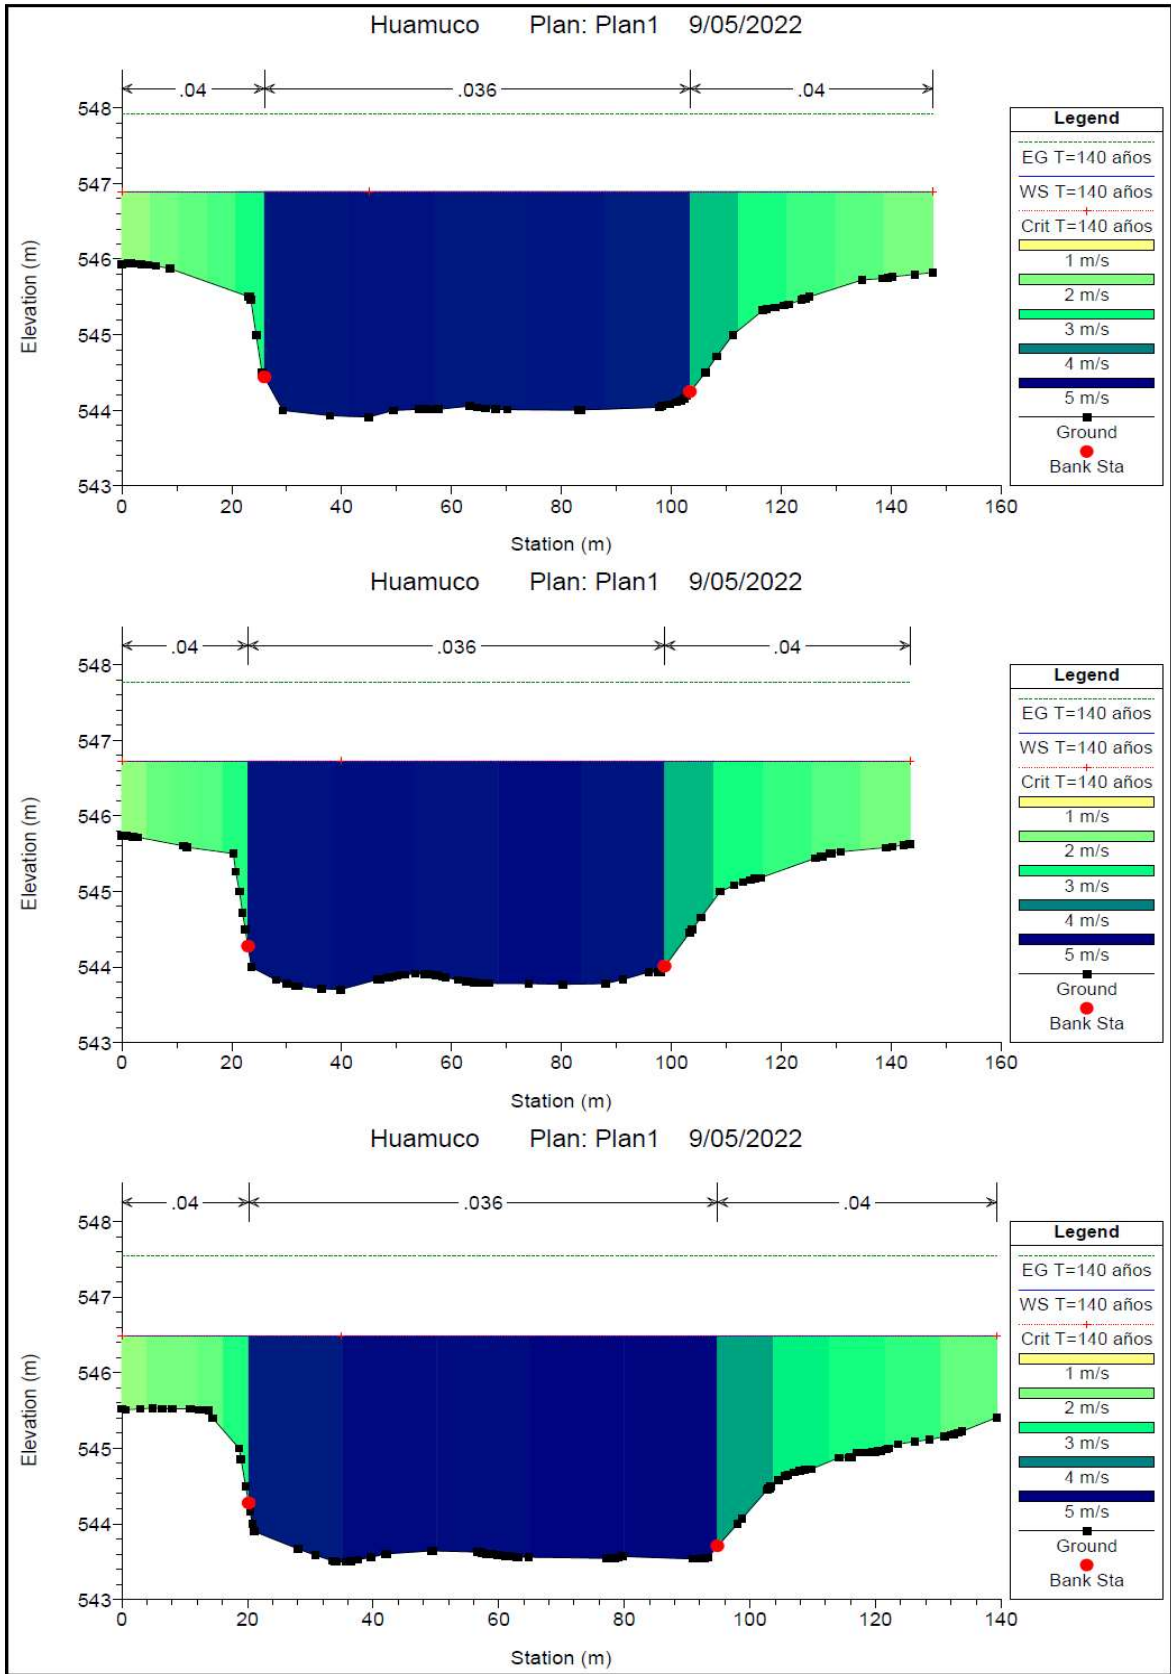 Huamuco Plan: Plan1 9/05/2022
.04 .036 .04
548
547
546
545
544
543
Elevation (m)
0 20 40 60 80 100 120 140 160
Station (m)
Legend
EG T=140 años
WS T=140 años
Crit T=140 años
1 m/s
2 m/s
3 m/s
4 m/s
5 m/s
Ground
Bank Sta
Huamuco Plan: Plan1 9/05/2022
.04 .036 .04
548
547
546
545
544
543
Elevation (m)
0 20 40 60 80 100 120 140 160
Station (m)
Legend
EG T=140 años
WS T=140 años
Crit T=140 años
1 m/s
2 m/s
3 m/s
4 m/s
5 m/s
Ground
Bank Sta
Huamuco Plan: Plan1 9/05/2022
.04 .036 .04
548
547
546
545
544
543
Elevation (m)
0 20 40 60 80 100 120 140
Station (m)
Legend
EG T=140 años
WS T=140 años
Crit T=140 años
1 m/s
2 m/s
3 m/s
4 m/s
5 m/s
Ground
Bank Sta